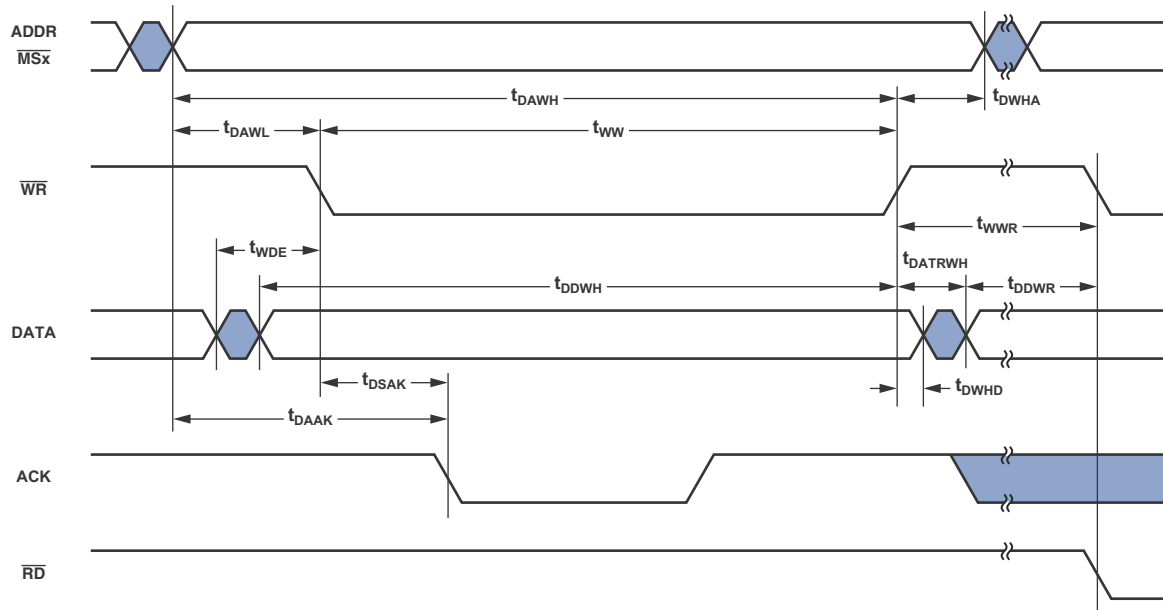 ADDR
MSx
tDAWH
tDWHA
tDAWL
tWW
WR
tWWR
tWDE
tDATRWH
tDDWH
tDDWR
DATA
tDSAK
tDWHD
tDAAK
ACK
RD